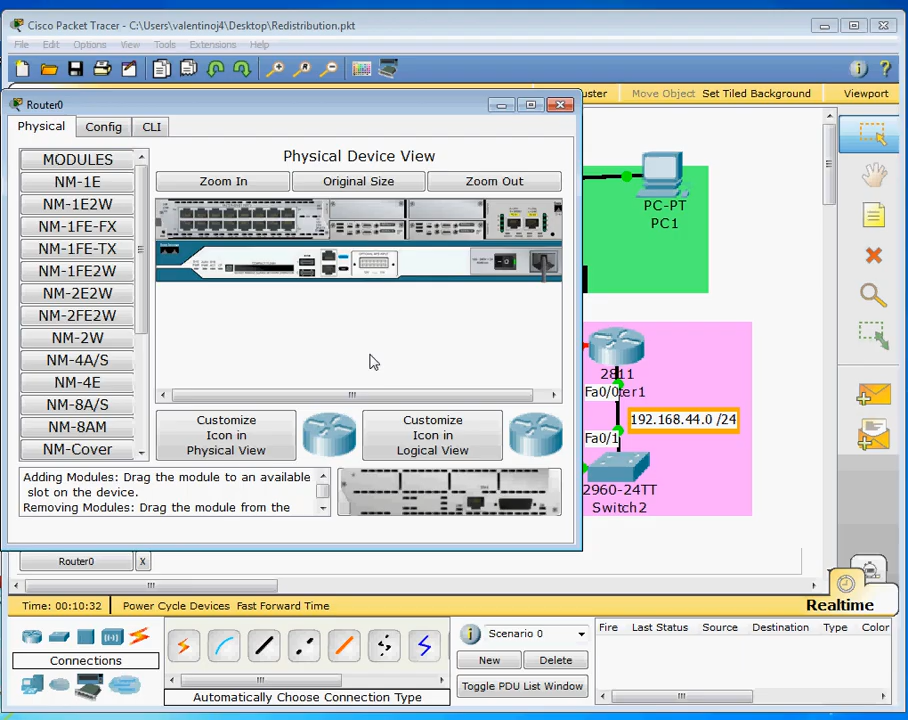 Cisco Packet Tracer - C:\Users\valentinoj4\Desktop\Redistribution.pkt
File Edit Options View Tools Extensions Help
uster Move Object Set Tiled Background Viewport
Router0
Physical Config CLI
MODULES
NM-1E
NM-1E2W
NM-1FE-FX
NM-1FE-TX
NM-1FE2W
NM-2E2W
NM-2FE2W
NM-2W
NM-4A/S
NM-4E
NM-8A/S
NM-8AM
NM-Cover
Physical Device View
Zoom In Original Size Zoom Out
Customize
Icon in
Physical View
Customize
Icon in
Logical View
Adding Modules: Drag the module to an available
slot on the device.
Removing Modules: Drag the module from the
PC-PT
PC1
2811
Fa0/0ter1
192.168.44.0 /24
Fa0/1
2960-24TT
Switch2
Router0 X
Time: 00:10:32 Power Cycle Devices Fast Forward Time
Realtime
Connections
Automatically Choose Connection Type
Scenario 0
New Delete
Toggle PDU List Window
Fire Last Status Source Destination Type Color